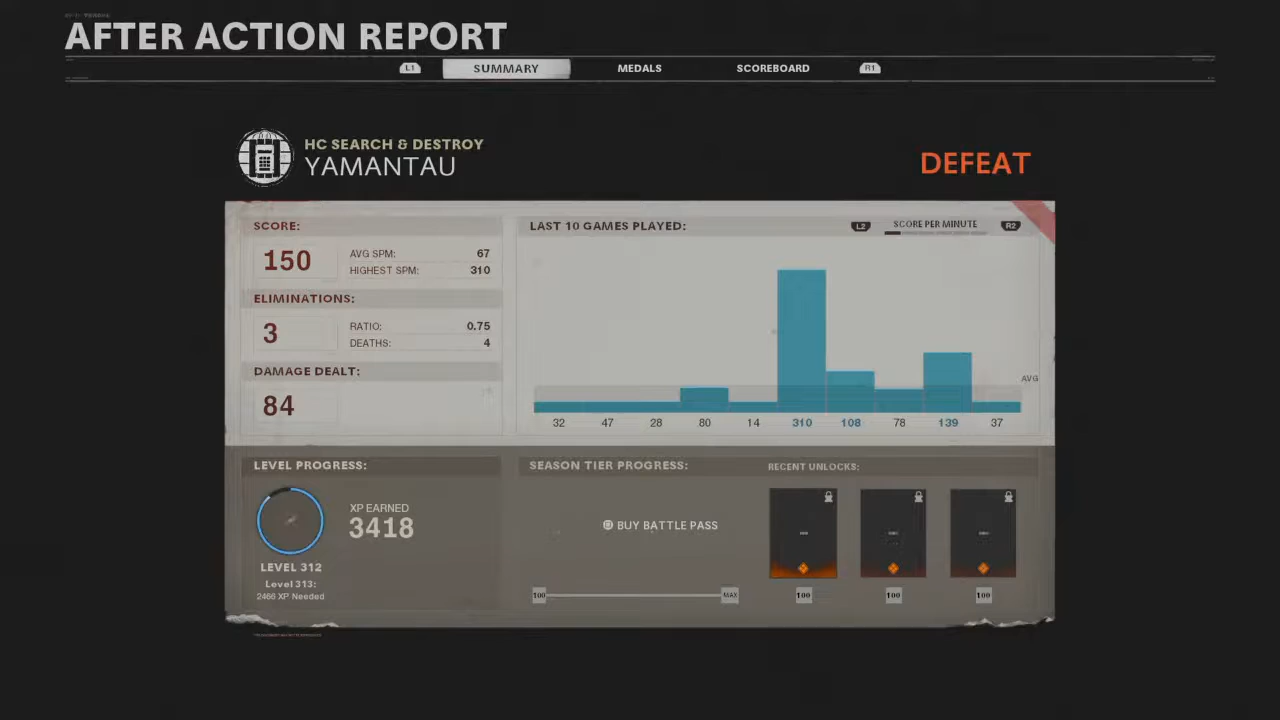 AFTER ACTION REPORT
L1 SUMMARY MEDALS SCOREBOARD R1
HC SEARCH & DESTROY
YAMANTAU
DEFEAT
SCORE:
150
AVG SPM: 67
HIGHEST SPM: 310
ELIMINATIONS:
3
RATIO: 0.75
DEATHS: 4
DAMAGE DEALT:
84
LAST 10 GAMES PLAYED:
L2 SCORE PER MINUTE R2
AVG
32 47 28 80 14 310 108 78 139 37
LEVEL PROGRESS:
XP EARNED
3418
LEVEL 312
Level 313:
2466 XP Needed
SEASON TIER PROGRESS:
BUY BATTLE PASS
100 MAX
RECENT UNLOCKS:
100 100 100